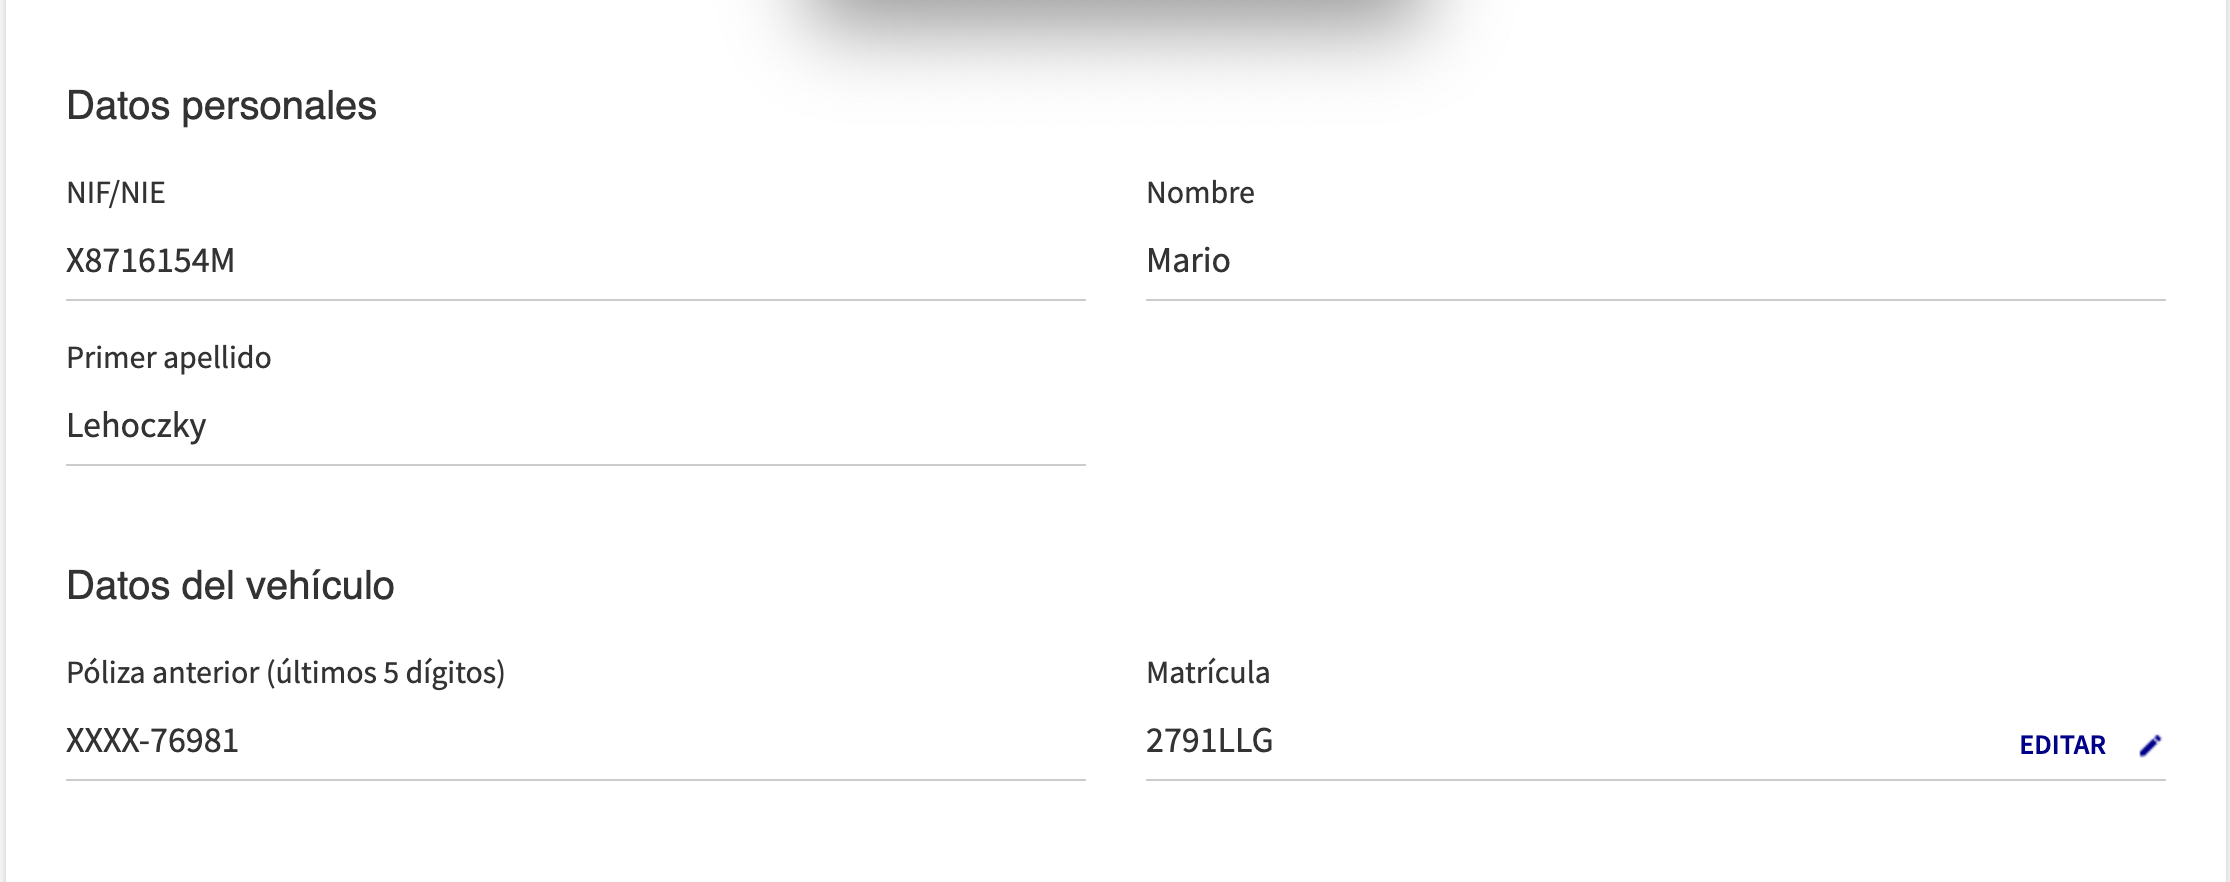 Datos personales
NIF/NIE
X8716154M
Nombre
Mario
Primer apellido
Lehoczky
Datos del vehículo
Póliza anterior (últimos 5 dígitos)
XXXX-76981
Matrícula
2791LLG
EDITAR